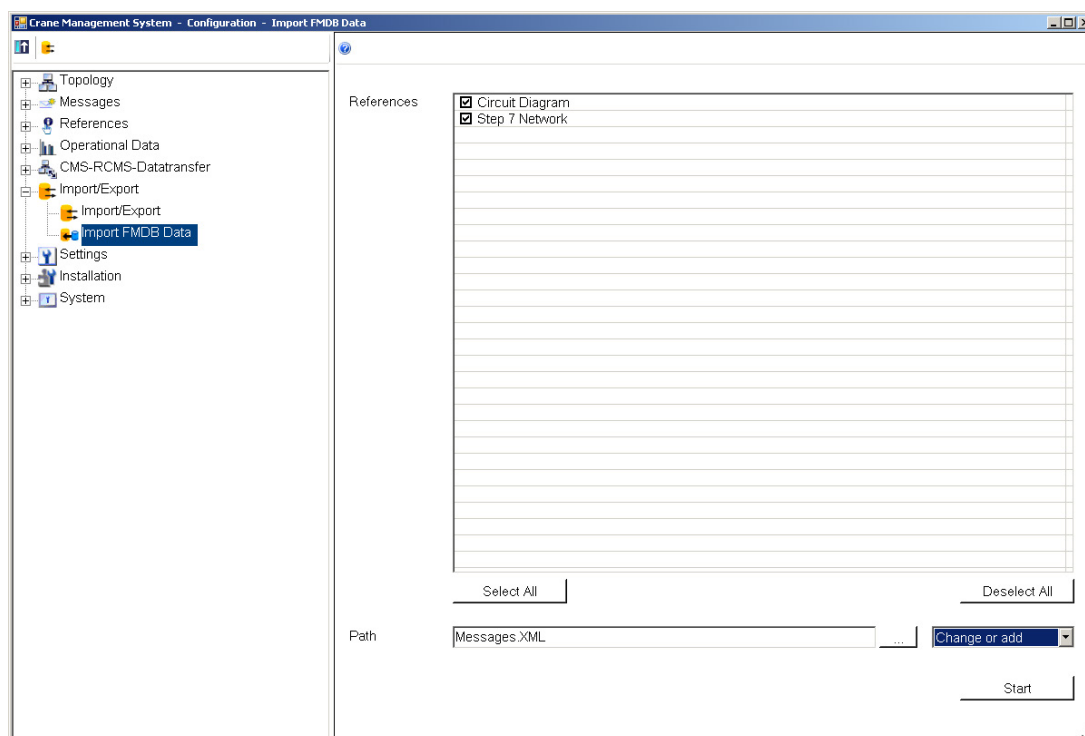 Crane Management System - Configuration - Import FMDB Data
Topology
Messages
References
Operational Data
CMS-RCMS-Datatransfer
Import/Export
Import/Export
Import FMDB Data
Settings
Installation
System
References
Circuit Diagram
Step 7 Network
Select All
Deselect All
Path
Messages.XML
...
Change or add
Start